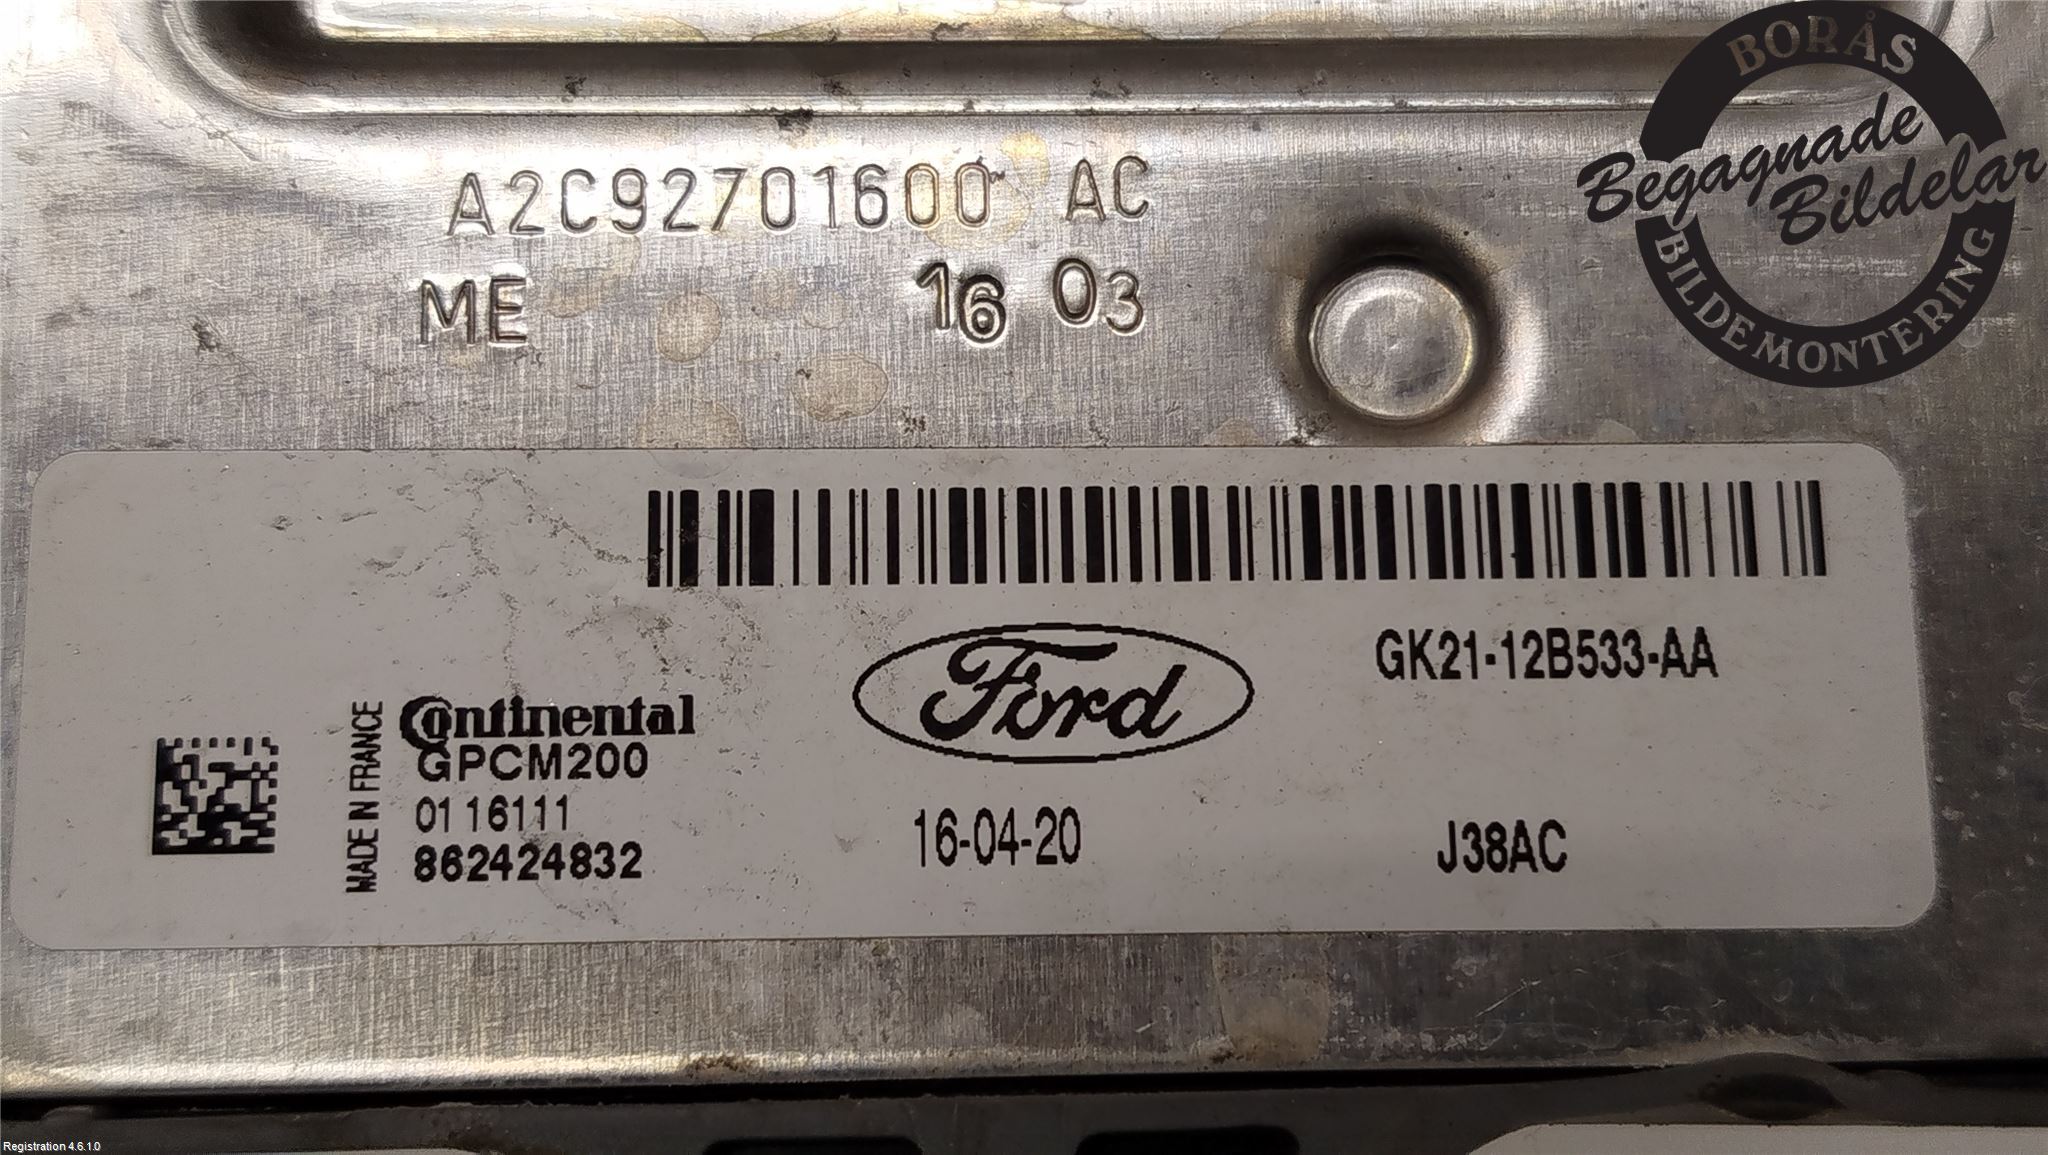 BORÅS
Begagnade
Bildelar
BILDEMONTERING
A2C92701600 AC
ME 16 03
GK21-12B533-AA
Ford
MADE IN FRANCE
Continental
GPCM200
01 16111
862424832
16-04-20
J38AC
Registration 4.6.1.0